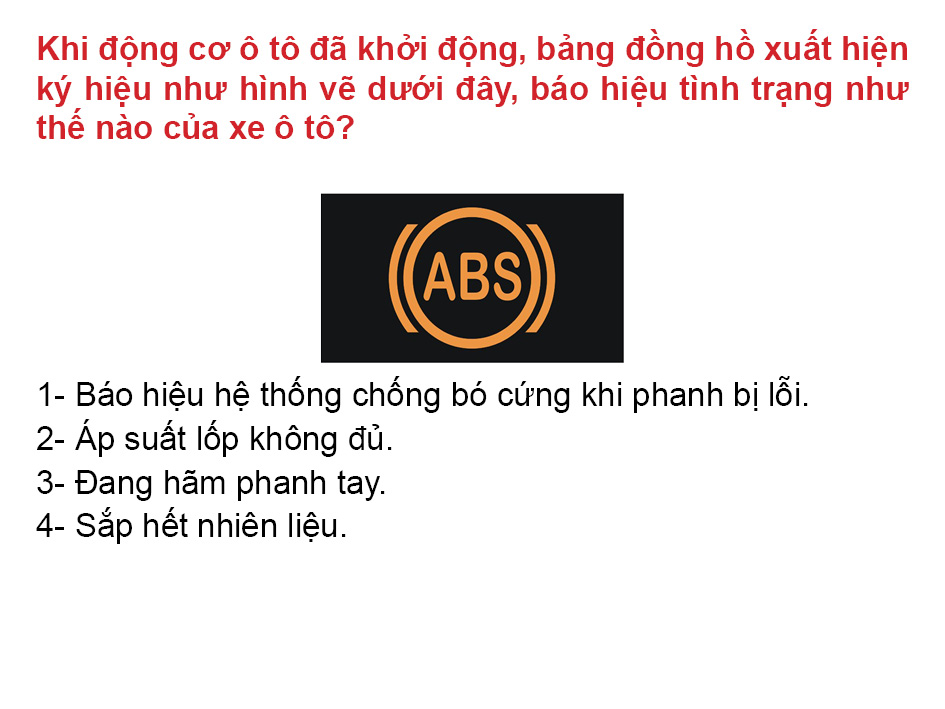 Khi động cơ ô tô đã khởi động, bảng đồng hồ xuất hiện
ký hiệu như hình vẽ dưới đây, báo hiệu tình trạng như
thế nào của xe ô tô?
ABS
1- Báo hiệu hệ thống chống bó cứng khi phanh bị lỗi.
2- Áp suất lốp không đủ.
3- Đang hãm phanh tay.
4- Sắp hết nhiên liệu.